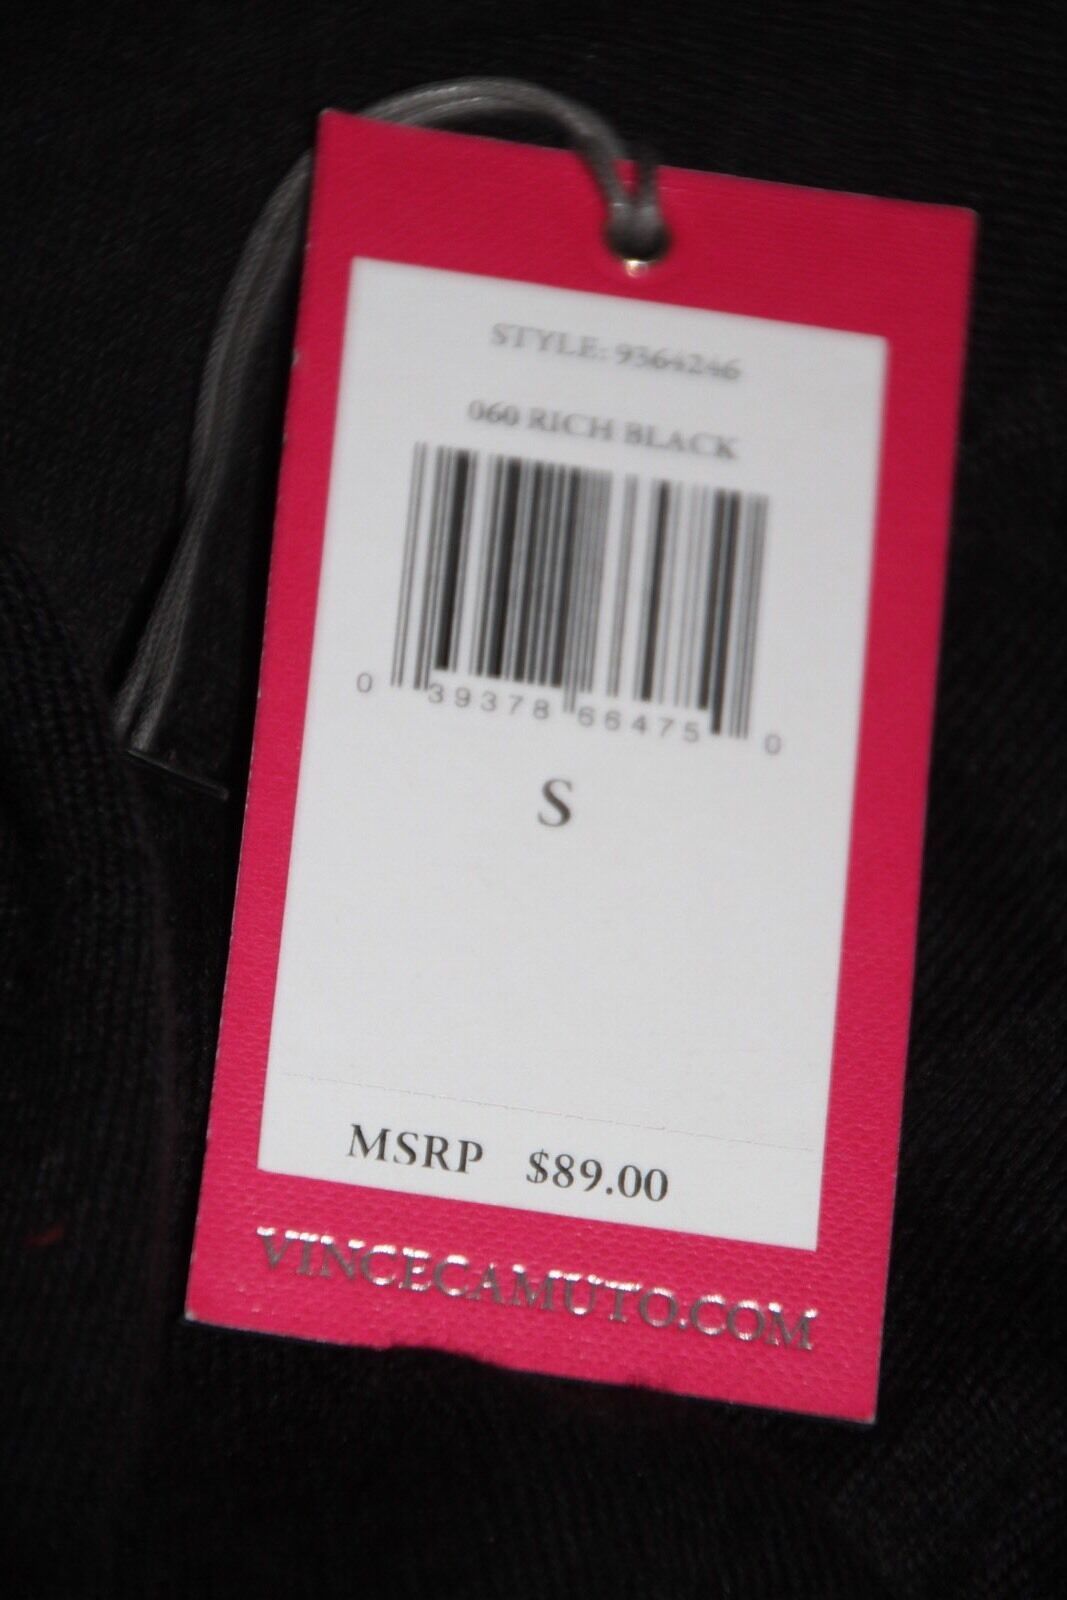 STYLE: 9364246
060 RICH BLACK
0 39378 66475 0
S
MSRP $89.00
VINCECAMUTO.COM